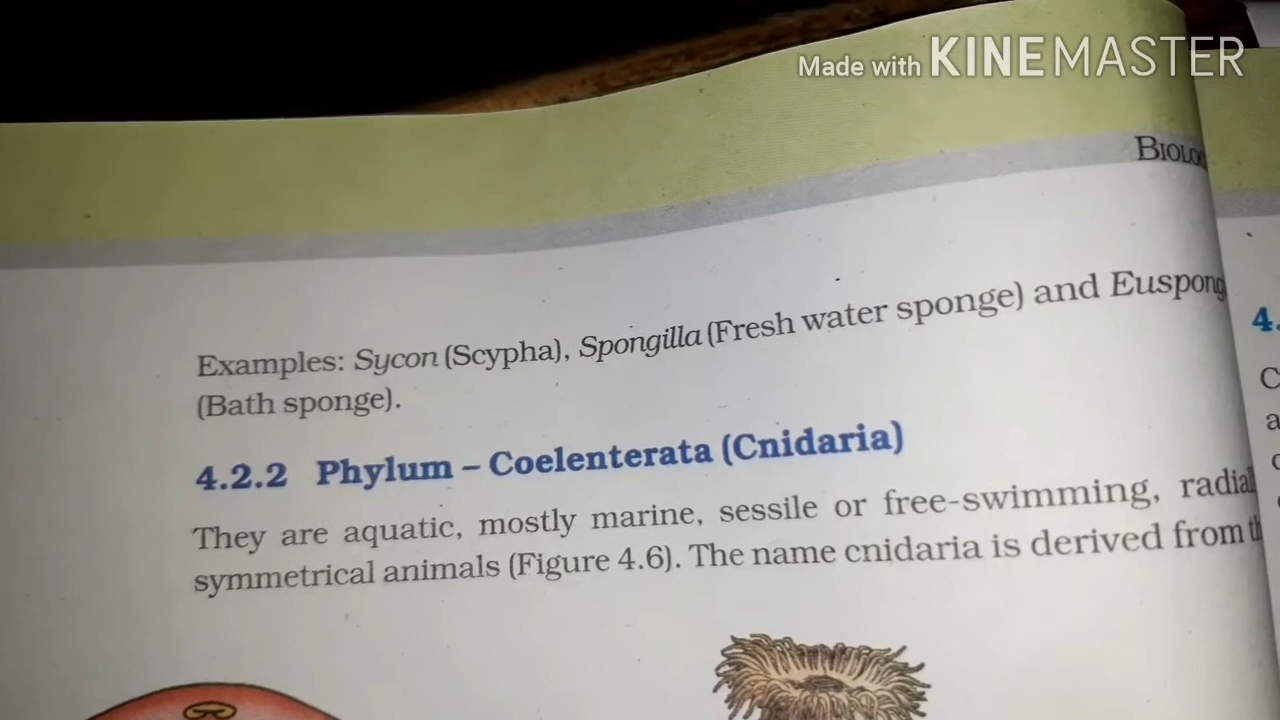 Made with KINEMASTER
BIOLO
Examples: Sycon (Scypha), Spongilla (Fresh water sponge) and Euspong
(Bath sponge).
4.2.2 Phylum – Coelenterata (Cnidaria)
They are aquatic, mostly marine, sessile or free-swimming, radial
symmetrical animals (Figure 4.6). The name cnidaria is derived from th
4.
C
a